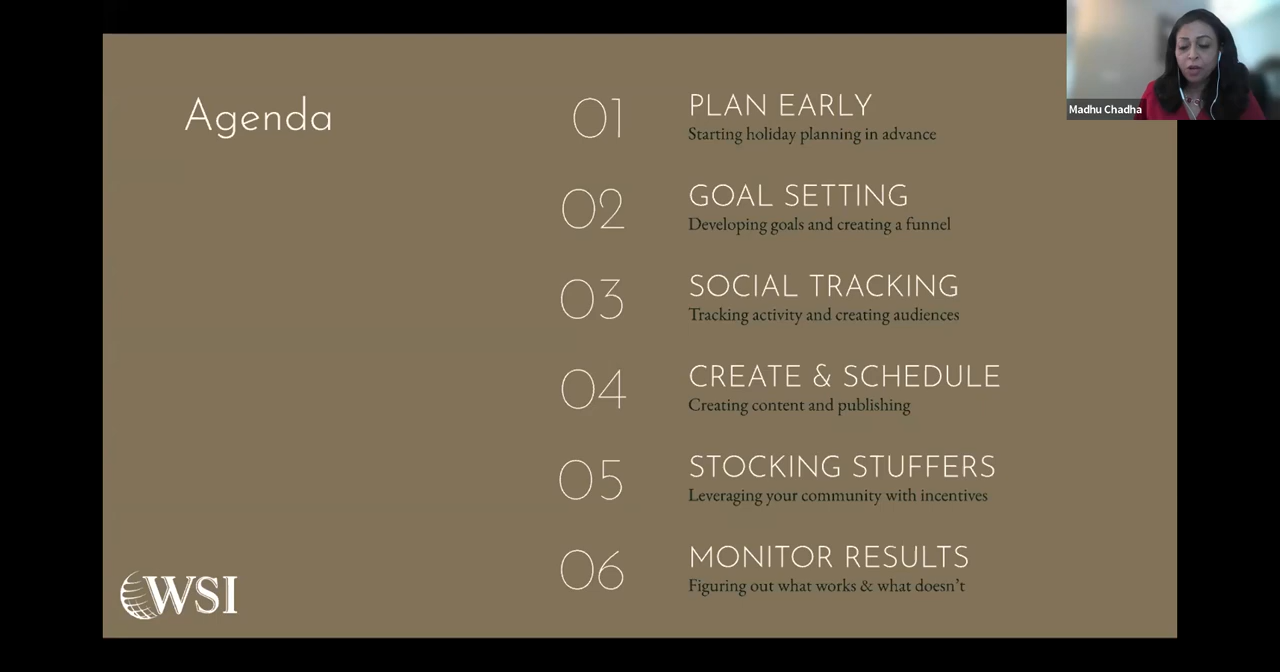 Agenda
01
PLAN EARLY
Starting holiday planning in advance
02
GOAL SETTING
Developing goals and creating a funnel
03
SOCIAL TRACKING
Tracking activity and creating audiences
04
CREATE & SCHEDULE
Creating content and publishing
05
STOCKING STUFFERS
Leveraging your community with incentives
06
MONITOR RESULTS
Figuring out what works & what doesn't
WSI
Madhu Chadha